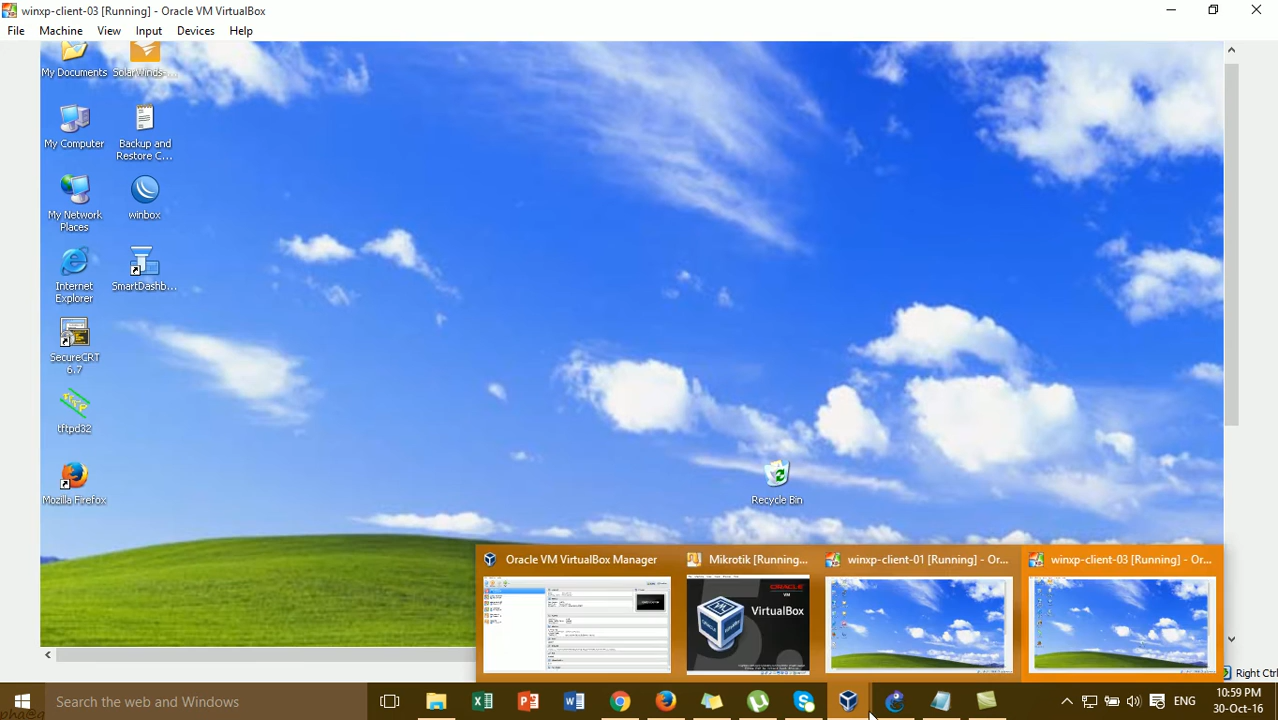 winxp-client-03 [Running] - Oracle VM VirtualBox
File Machine View Input Devices Help
My Documents SolarWinds-...
My Computer Backup and
Restore C...
My Network
Places winbox
Internet
Explorer SmartDashb...
SecureCRT
6.7
tftpd32
Mozilla Firefox
Recycle Bin
Oracle VM VirtualBox Manager Mikrotik [Running... winxp-client-01 [Running] - Or... winxp-client-03 [Running] - Or...
ORACLE
VM
VirtualBox
Right Ctrl
Search the web and Windows
ENG
10:59 PM
30-Oct-16